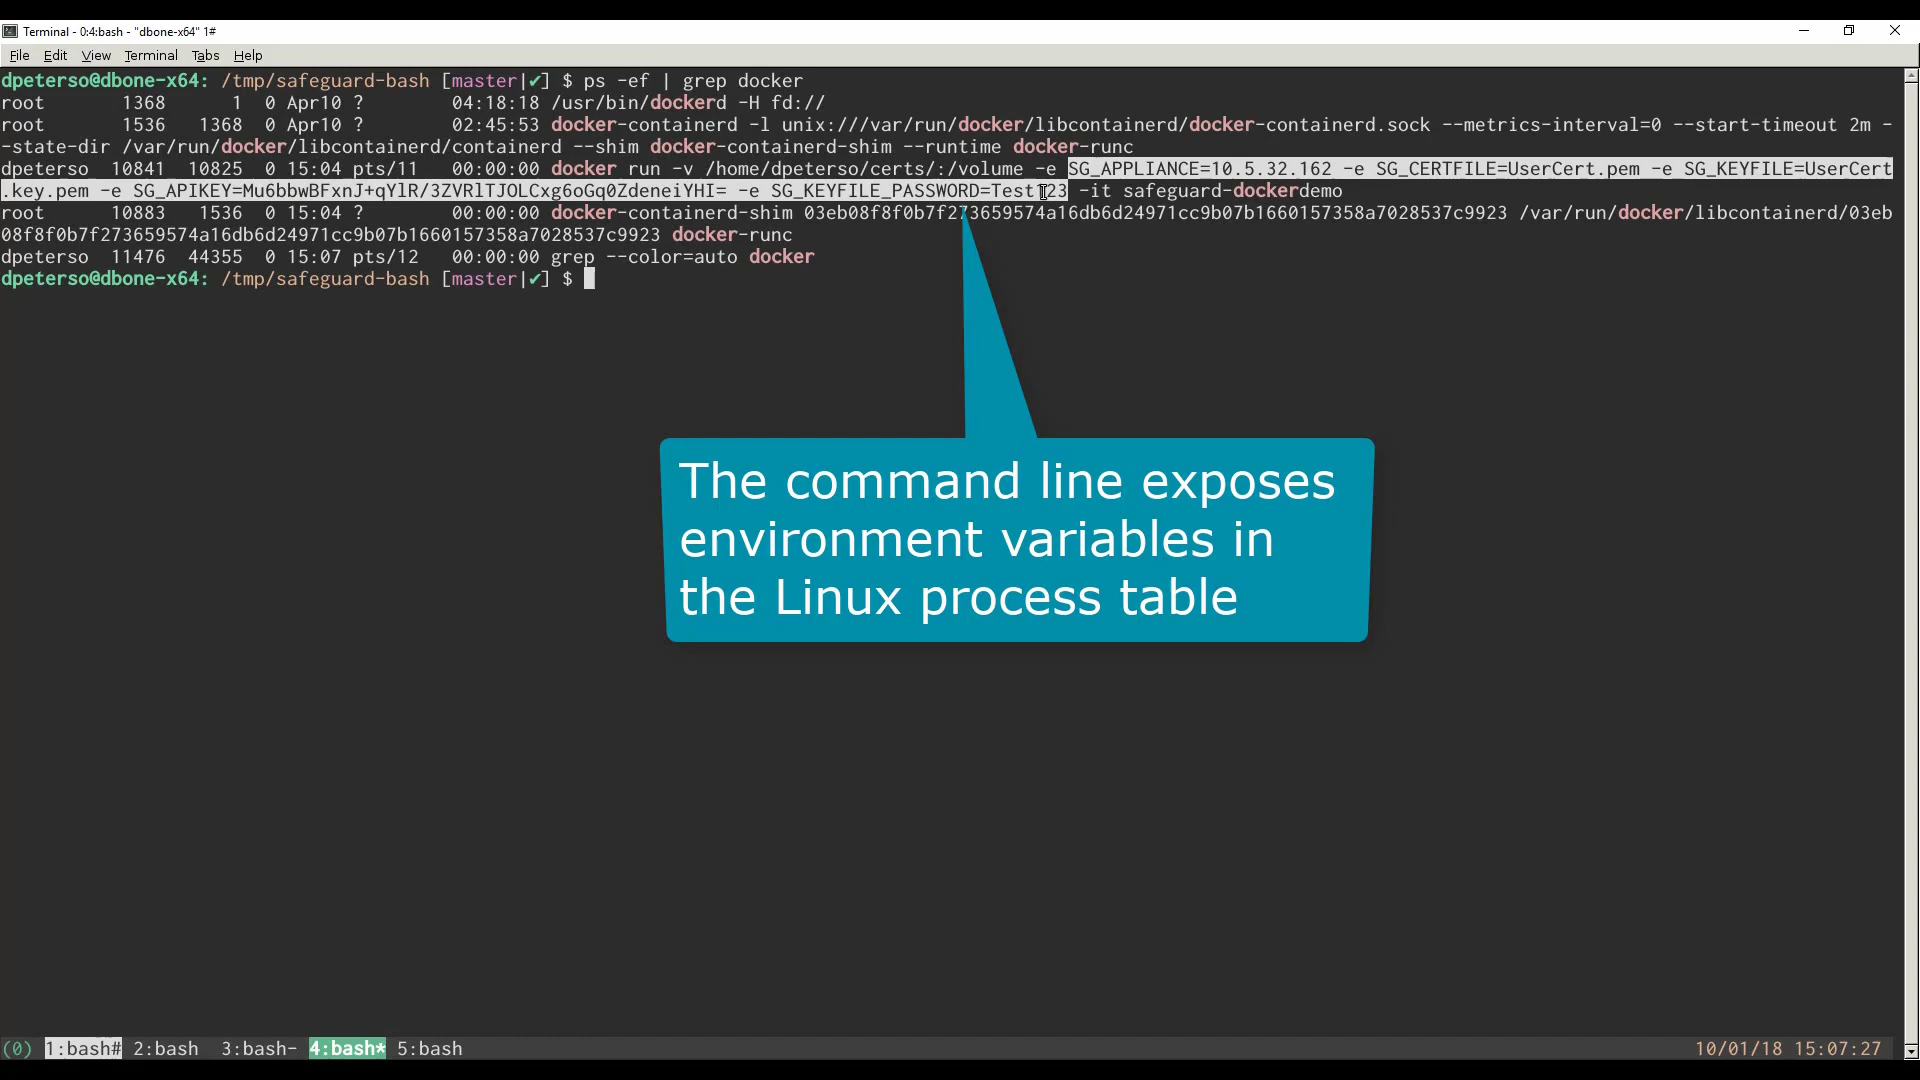 Terminal - 0:4:bash - "dbone-x64" 1#
File Edit View Terminal Tabs Help
dpeterso@dbone-x64: /tmp/safeguard-bash [master|✔] $ ps -ef | grep docker
root 1368 1 0 Apr10 ? 04:18:18 /usr/bin/dockerd -H fd://
root 1536 1368 0 Apr10 ? 02:45:53 docker-containerd -l unix:///var/run/docker/libcontainerd/docker-containerd.sock --metrics-interval=0 --start-timeout 2m -
-state-dir /var/run/docker/libcontainerd/containerd --shim docker-containerd-shim --runtime docker-runc
dpeterso 10841 10825 0 15:04 pts/11 00:00:00 docker run -v /home/dpeterso/certs/:/volume -e SG_APPLIANCE=10.5.32.162 -e SG_CERTFILE=UserCert.pem -e SG_KEYFILE=UserCert
.key.pem -e SG_APIKEY=Mu6bbwBFxnJ+qYlR/3ZVRlTJOLCxg6oGq0ZdeneiYHI= -e SG_KEYFILE_PASSWORD=Test123 -it safeguard-dockerdemo
root 10883 1536 0 15:04 ? 00:00:00 docker-containerd-shim 03eb08f8f0b7f273659574a16db6d24971cc9b07b1660157358a7028537c9923 /var/run/docker/libcontainerd/03eb
08f8f0b7f273659574a16db6d24971cc9b07b1660157358a7028537c9923 docker-runc
dpeterso 11476 44355 0 15:07 pts/12 00:00:00 grep --color=auto docker
dpeterso@dbone-x64: /tmp/safeguard-bash [master|✔] $
The command line exposes
environment variables in
the Linux process table
(0) 1:bash# 2:bash 3:bash- 4:bash* 5:bash 10/01/18 15:07:27